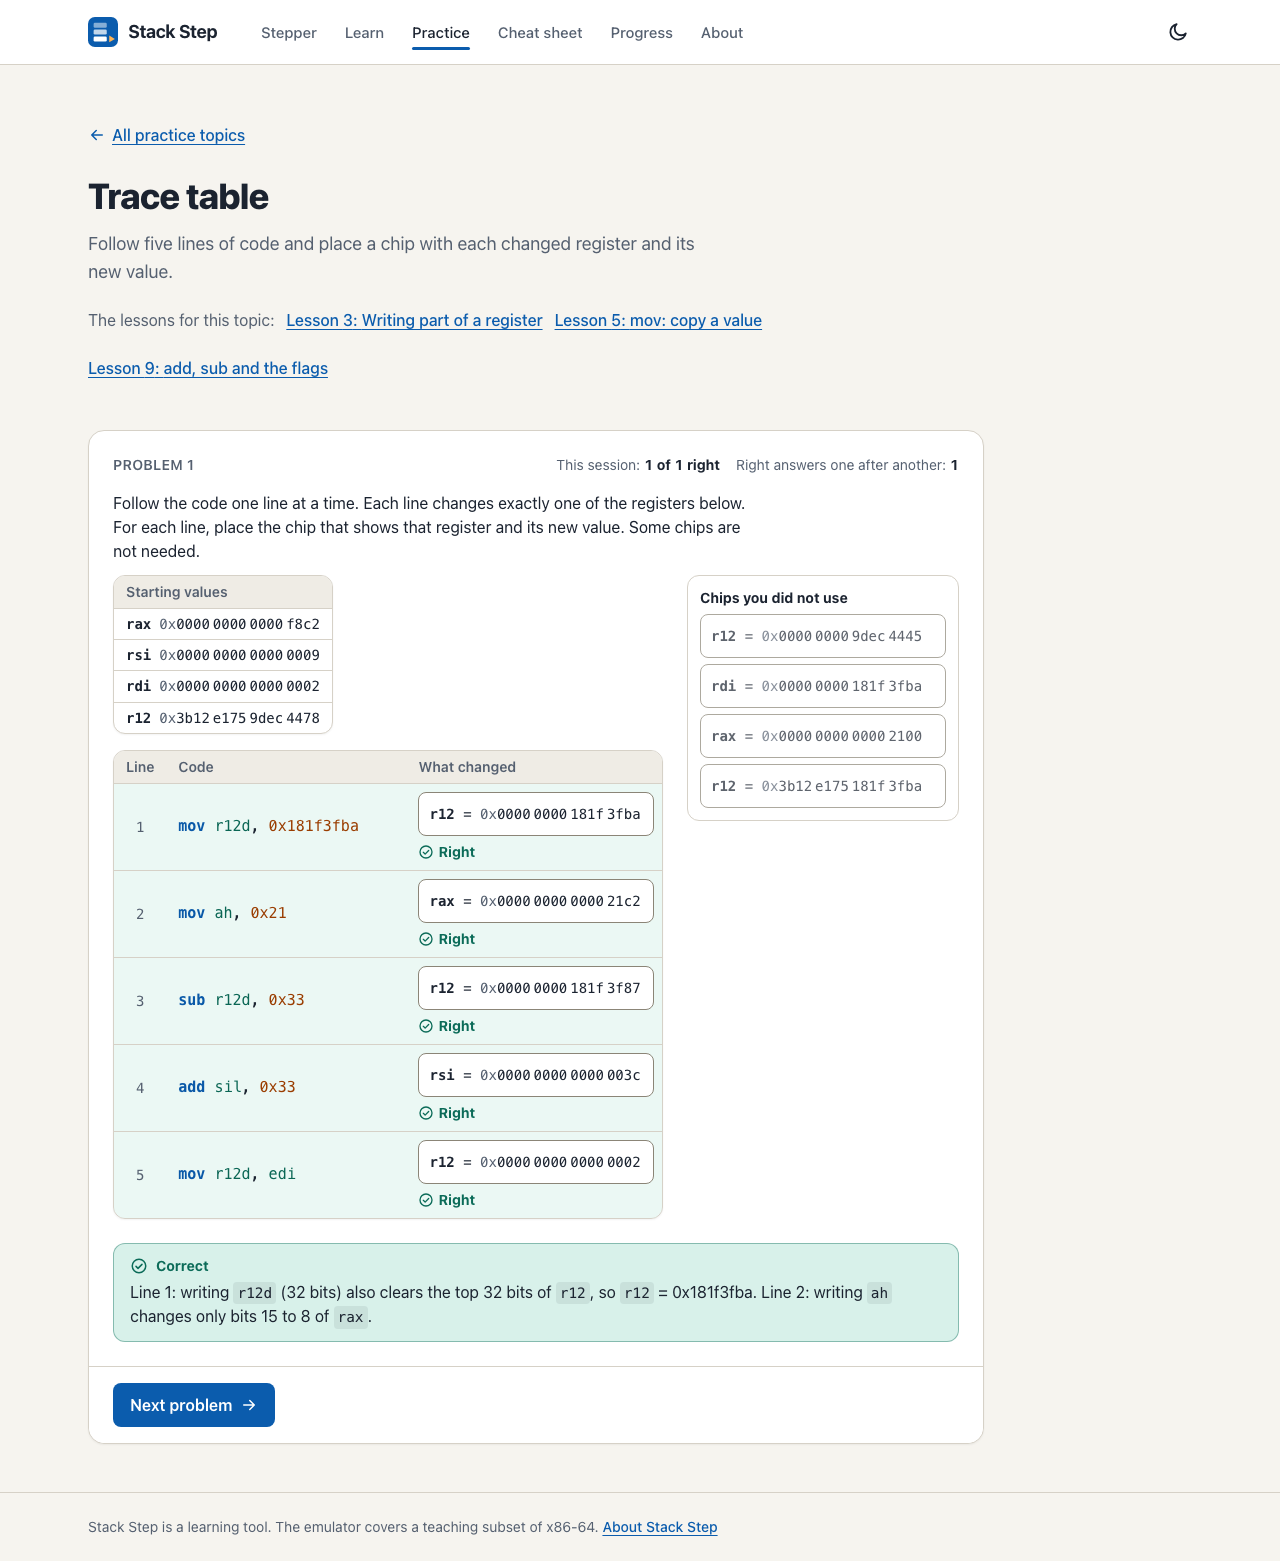 Stack Step
Stepper
Learn
Practice
Cheat sheet
Progress
About
← All practice topics
Trace table
Follow five lines of code and place a chip with each changed register and its
new value.
The lessons for this topic: Lesson 3: Writing part of a register Lesson 5: mov: copy a value
Lesson 9: add, sub and the flags
PROBLEM 1
This session: 1 of 1 right Right answers one after another: 1
Follow the code one line at a time. Each line changes exactly one of the registers below.
For each line, place the chip that shows that register and its new value. Some chips are
not needed.
Starting values
rax 0x0000 0000 0000 f8c2
rsi 0x0000 0000 0000 0009
rdi 0x0000 0000 0000 0002
r12 0x3b12 e175 9dec 4478
Chips you did not use
r12 = 0x0000 0000 9dec 4445
rdi = 0x0000 0000 181f 3fba
rax = 0x0000 0000 0000 2100
r12 = 0x3b12 e175 181f 3fba
Line Code What changed
1 mov r12d, 0x181f3fba r12 = 0x0000 0000 181f 3fba
Right
2 mov ah, 0x21 rax = 0x0000 0000 0000 21c2
Right
3 sub r12d, 0x33 r12 = 0x0000 0000 181f 3f87
Right
4 add sil, 0x33 rsi = 0x0000 0000 0000 003c
Right
5 mov r12d, edi r12 = 0x0000 0000 0000 0002
Right
Correct
Line 1: writing r12d (32 bits) also clears the top 32 bits of r12, so r12 = 0x181f3fba. Line 2: writing ah
changes only bits 15 to 8 of rax.
Next problem →
Stack Step is a learning tool. The emulator covers a teaching subset of x86-64. About Stack Step